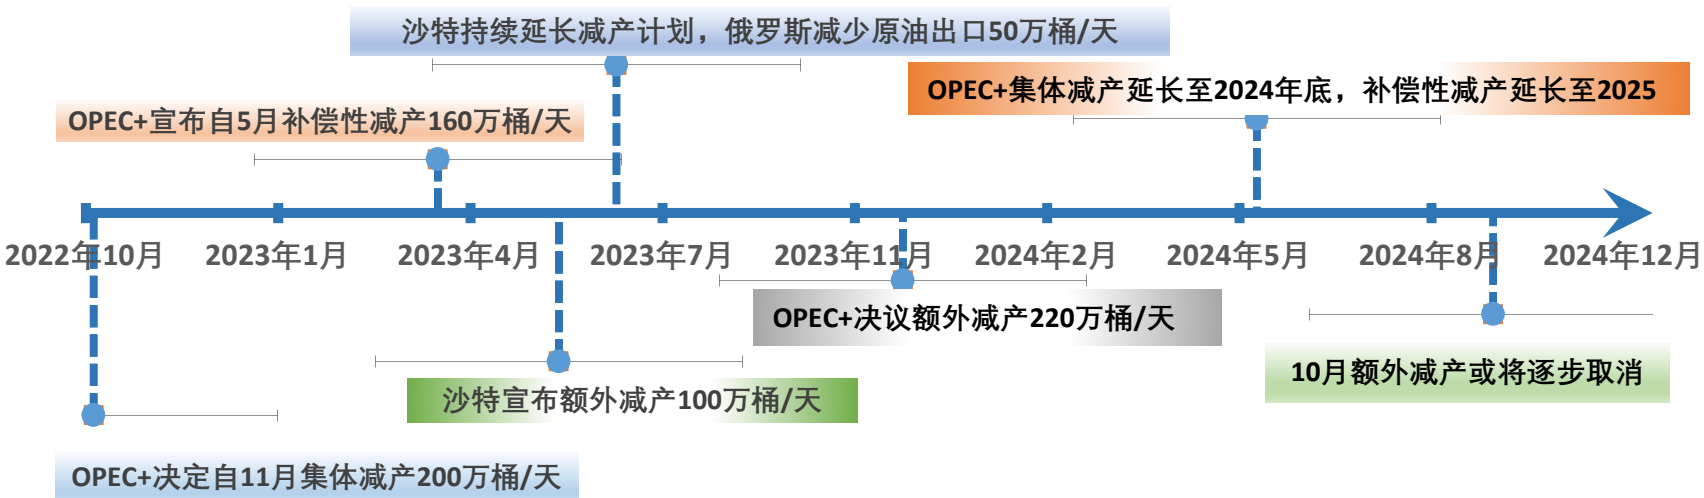 沙特持续延长减产计划，俄罗斯减少原油出口50万桶/天
OPEC+集体减产延长至2024年底，补偿性减产延长至2025
OPEC+宣布自5月补偿性减产160万桶/天
2022年10月
2023年1月
2023年4月
2023年7月
2023年11月
2024年2月
2024年5月
2024年8月
2024年12月
OPEC+决议额外减产220万桶/天
10月额外减产或将逐步取消
沙特宣布额外减产100万桶/天
OPEC+决定自11月集体减产200万桶/天